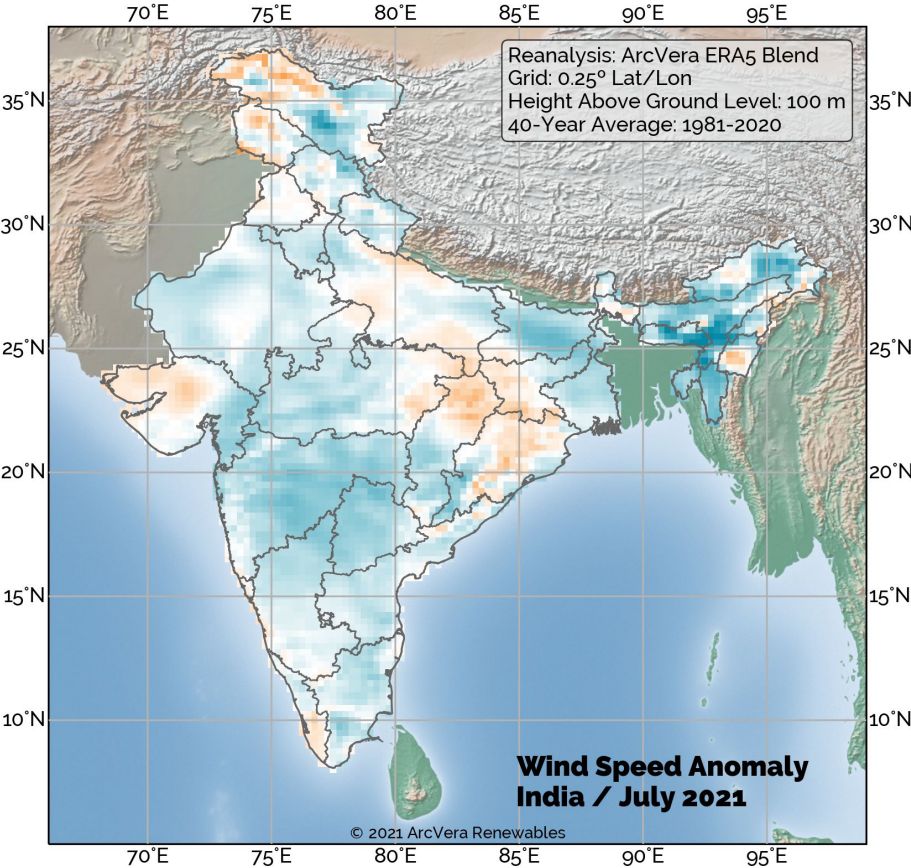 70°E 75°E 80°E 85°E 90°E 95°E
Reanalysis: ArcVera ERA5 Blend
Grid: 0.25º Lat/Lon
Height Above Ground Level: 100 m
40-Year Average: 1981-2020
35°N 35°N
30°N 30°N
25°N 25°N
20°N 20°N
15°N 15°N
10°N 10°N
Wind Speed Anomaly
India / July 2021
© 2021 ArcVera Renewables
70°E 75°E 80°E 85°E 90°E 95°E